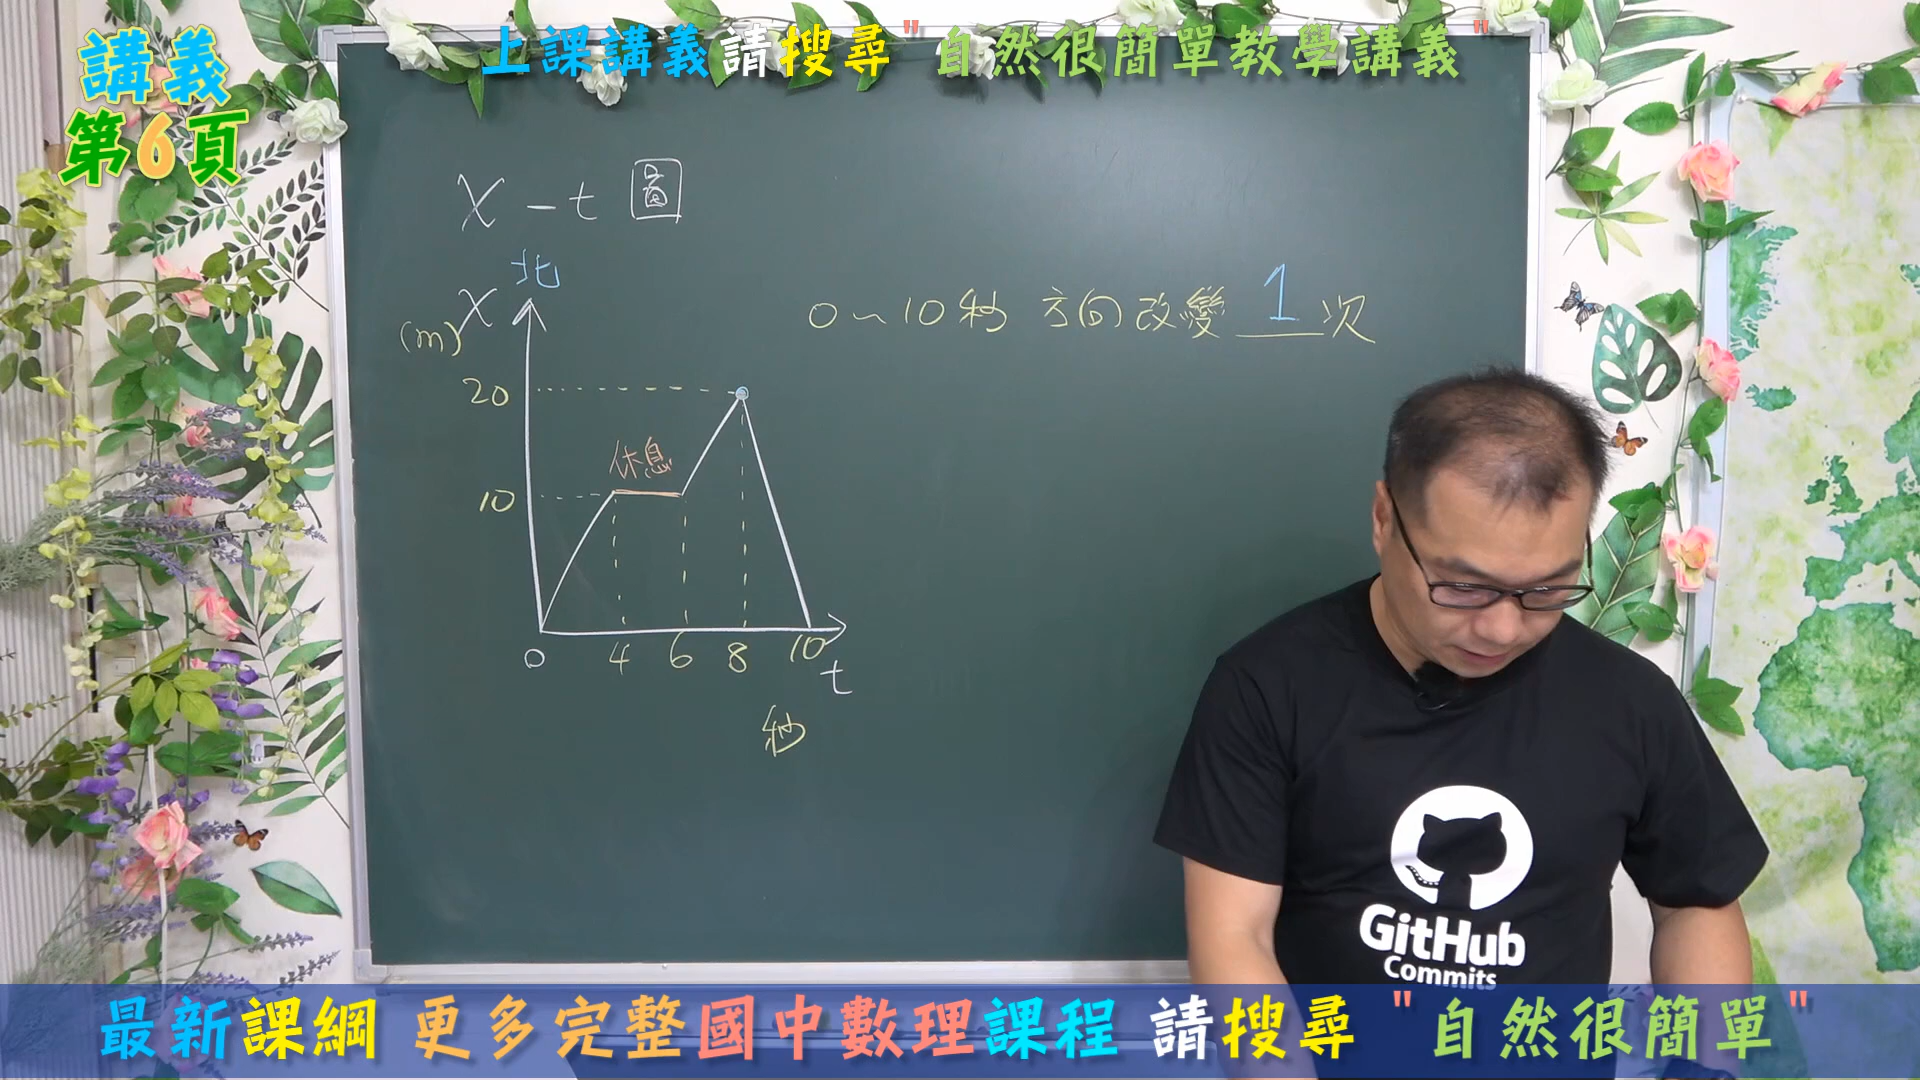 上課講義請搜尋"自然很簡單教學講義"
講義
第6頁
X-t 圖
北
X
(m)
0~10秒 方向改變 1 次
20
休息
10
0 4 6 8 10
t
秒
GitHub
Commits
最新課綱 更多完整國中數理課程 請搜尋 "自然很簡單"